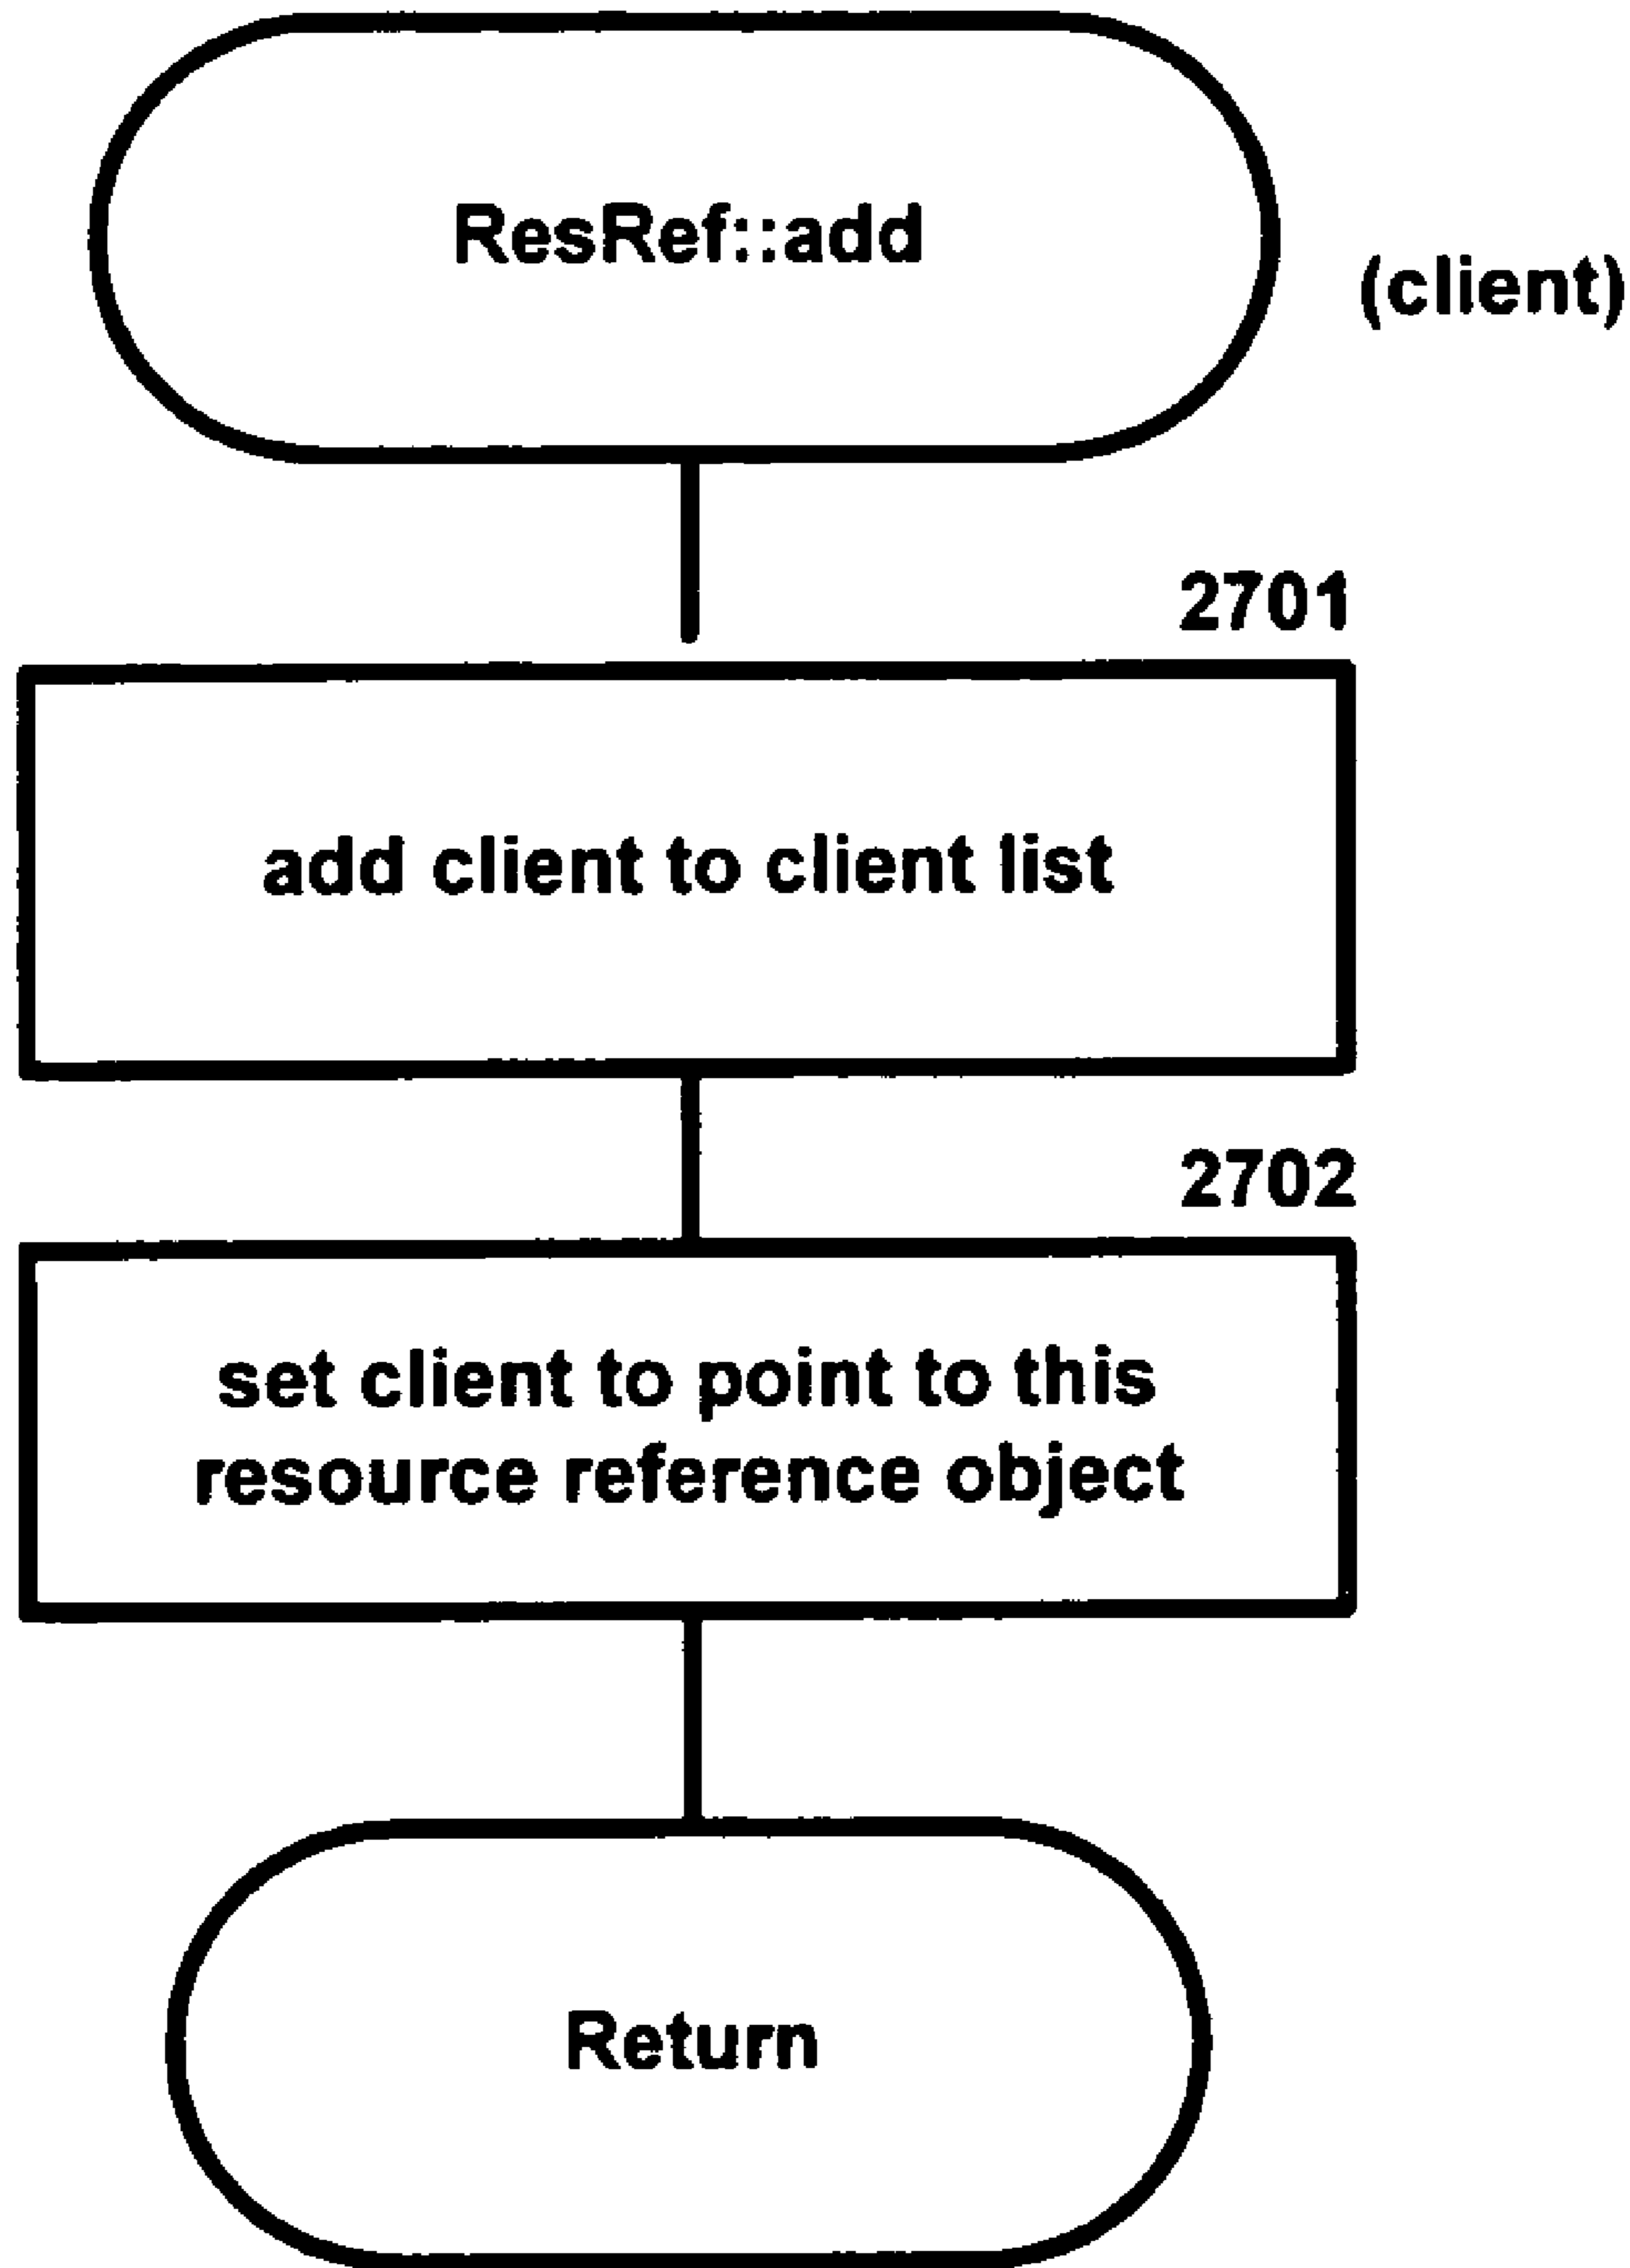 ResRef::add
(client)
2701
add client to client list
2702
set client to point to this
resource reference object
Return